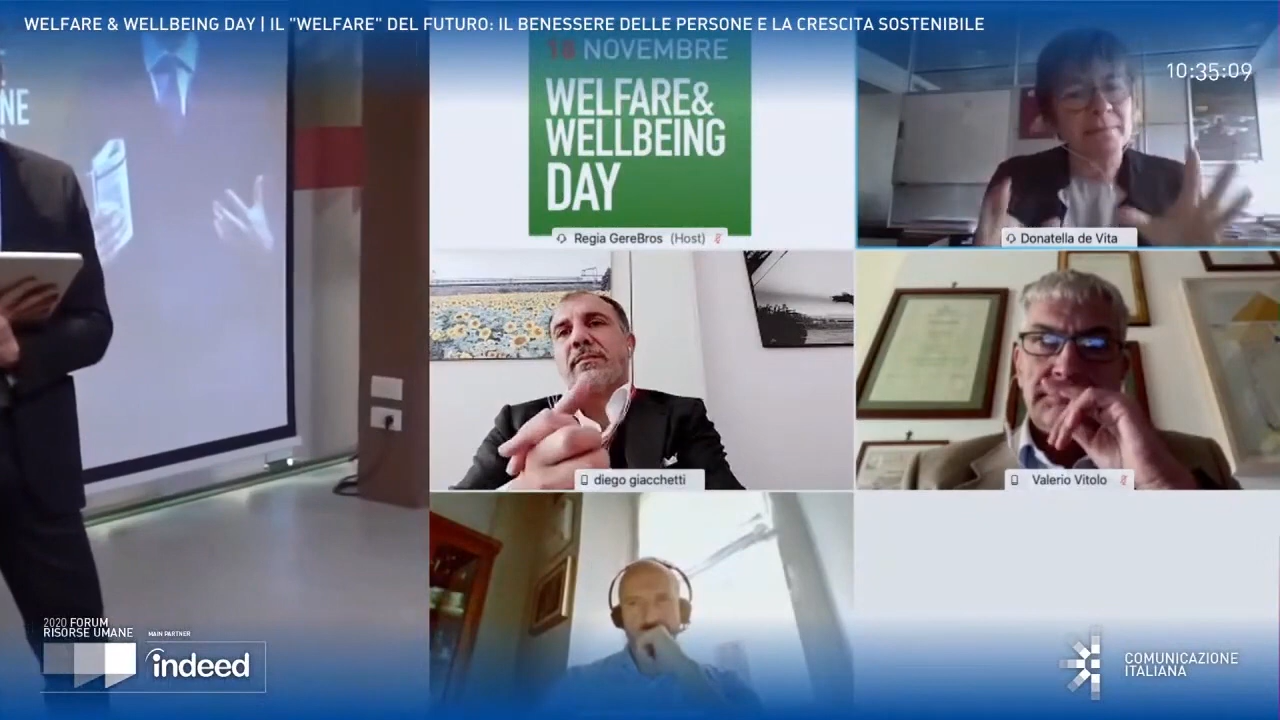 WELFARE & WELLBEING DAY | IL "WELFARE" DEL FUTURO: IL BENESSERE DELLE PERSONE E LA CRESCITA SOSTENIBILE
10:35:09
NE
18 NOVEMBRE
WELFARE&
WELLBEING
DAY
Regia GereBros (Host)
Donatella de Vita
diego giacchetti
Valerio Vitolo
2020 FORUM
RISORSE UMANE
MAIN PARTNER
indeed
COMUNICAZIONE
ITALIANA